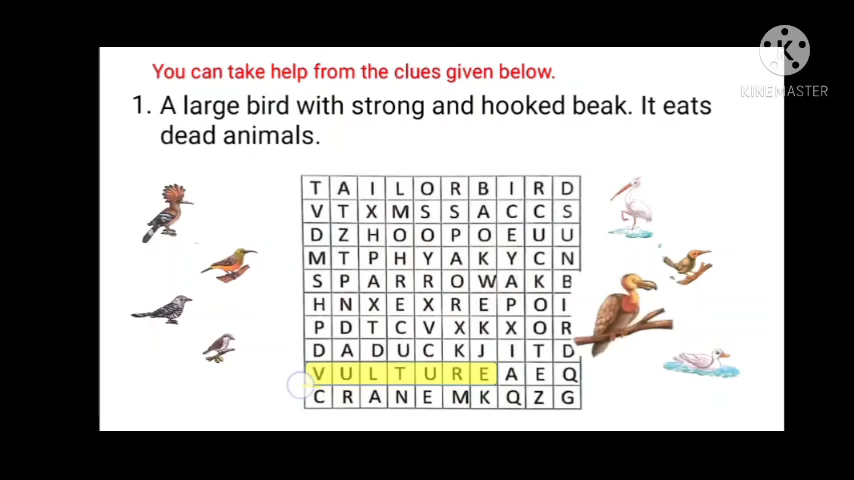 KINEMASTER
You can take help from the clues given below.
1. A large bird with strong and hooked beak. It eats
dead animals.
T A I L O R B I R D
V T X M S S A C C S
D Z H O O P O E U U
M T P H Y A K Y C N
S P A R R O W A K B
H N X E X R E P O I
P D T C V X K X O R
D A D U C K J I T D
V U L T U R E A E Q
C R A N E M K Q Z G